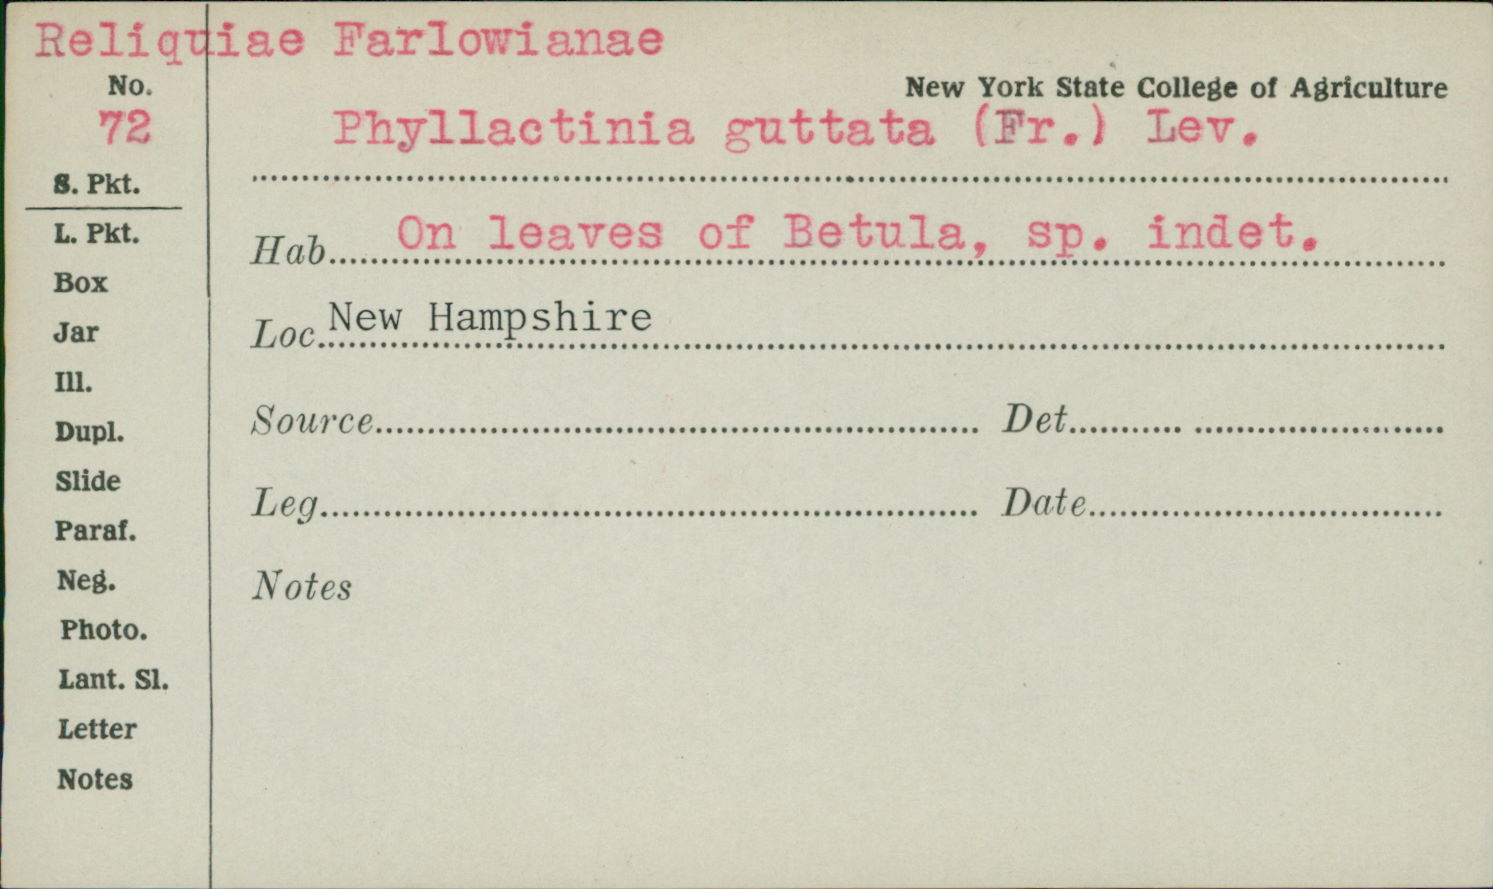 Reliquiae Farlowianae
No.
New York State College of Agriculture
72
Phyllactinia guttata (Fr.) Lev.
S. Pkt.
L. Pkt.
Hab. On leaves of Betula, sp. indet.
Box
Loc. New Hampshire
Jar
Ill.
Source Det.
Dupl.
Slide
Leg. Date
Paraf.
Neg.
Notes
Photo.
Lant. Sl.
Letter
Notes